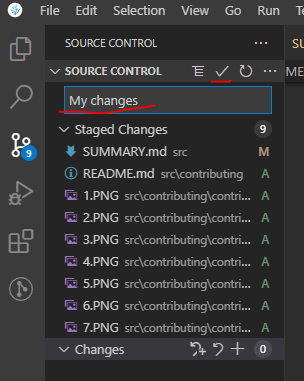 File Edit Selection View Go Run
SOURCE CONTROL
SOURCE CONTROL
My changes
Staged Changes 9
SUMMARY.md src M
README.md src\contributing A
1.PNG src\contributing\contri... A
2.PNG src\contributing\contri... A
3.PNG src\contributing\contri... A
4.PNG src\contributing\contri... A
5.PNG src\contributing\contri... A
6.PNG src\contributing\contri... A
7.PNG src\contributing\contri... A
Changes 0
9